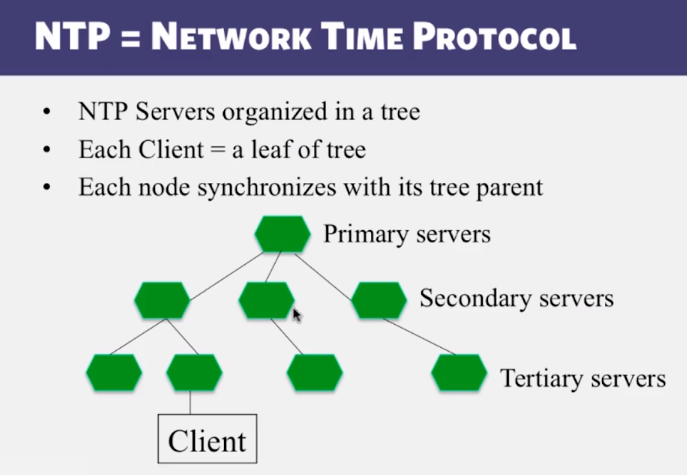 NTP = NETWORK TIME PROTOCOL
• NTP Servers organized in a tree
• Each Client = a leaf of tree
• Each node synchronizes with its tree parent
Primary servers
Secondary servers
Tertiary servers
Client